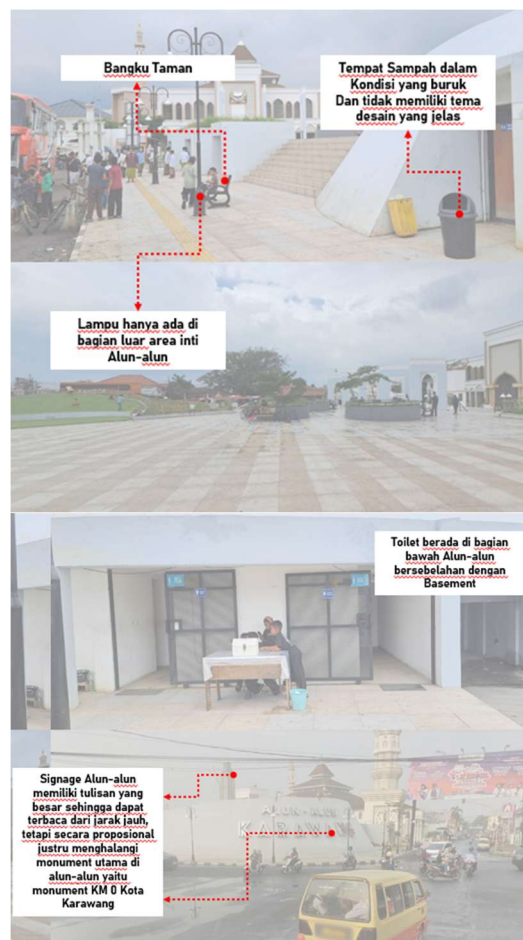 Bangku Taman
Tempat Sampah dalam
Kondisi yang buruk
Dan tidak memiliki tema
desain yang jelas
Lampu hanya ada di
bagian luar area inti
Alun-alun
Toilet berada di bagian
bawah Alun-alun
bersebelahan dengan
Basement
Signage Alun-alun
memiliki tulisan yang
besar sehingga dapat
terbaca dari jarak jauh,
tetapi secara proposional
justru menghalangi
monument utama di
alun-alun yaitu
monument KM 0 Kota
Karawang
ALUN-ALUN
KARAWANG